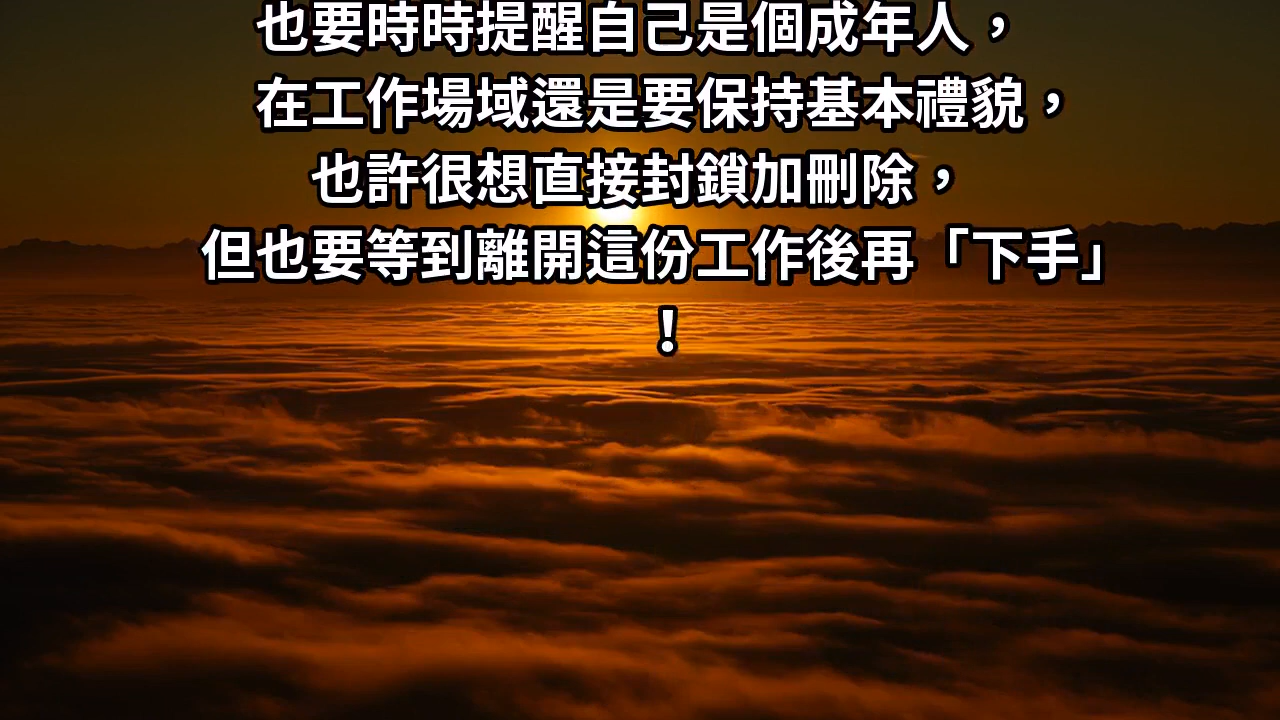 也要時時提醒自己是個成年人，
在工作場域還是要保持基本禮貌，
也許很想直接封鎖加刪除，
但也要等到離開這份工作後再「下手」
！